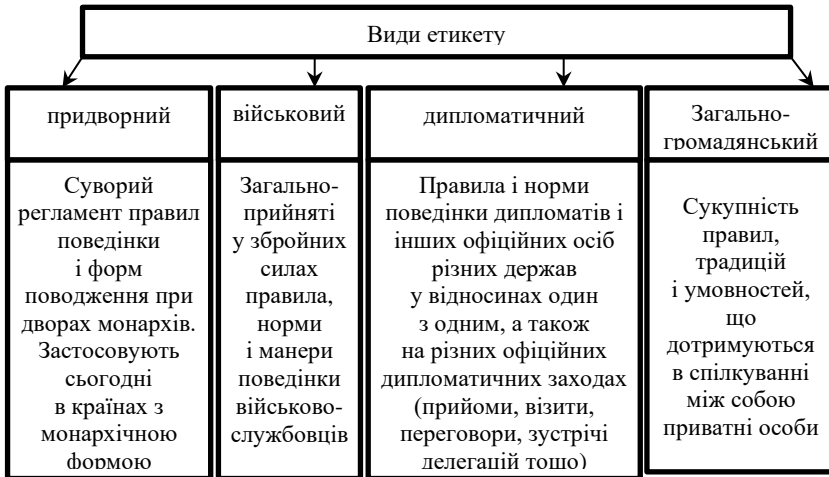 Види етикету
придворний
військовий
дипломатичний
Загально-
громадянський
Суворий
регламент правил
поведінки
і форм
поводження при
дворах монархів.
Застосовують
сьогодні
в країнах з
монархічною
формою
Загально-
прийняті
у збройних
силах
правила,
норми
і манери
поведінки
військово-
службовців
Правила і норми
поведінки дипломатів і
інших офіційних осіб
різних держав
у відносинах один
з одним, а також
на різних офіційних
дипломатичних заходах
(прийоми, візити,
переговори, зустрічі
делегацій тощо)
Сукупність
правил,
традицій
і умовностей,
що
дотримуються
в спілкуванні
між собою
приватні особи